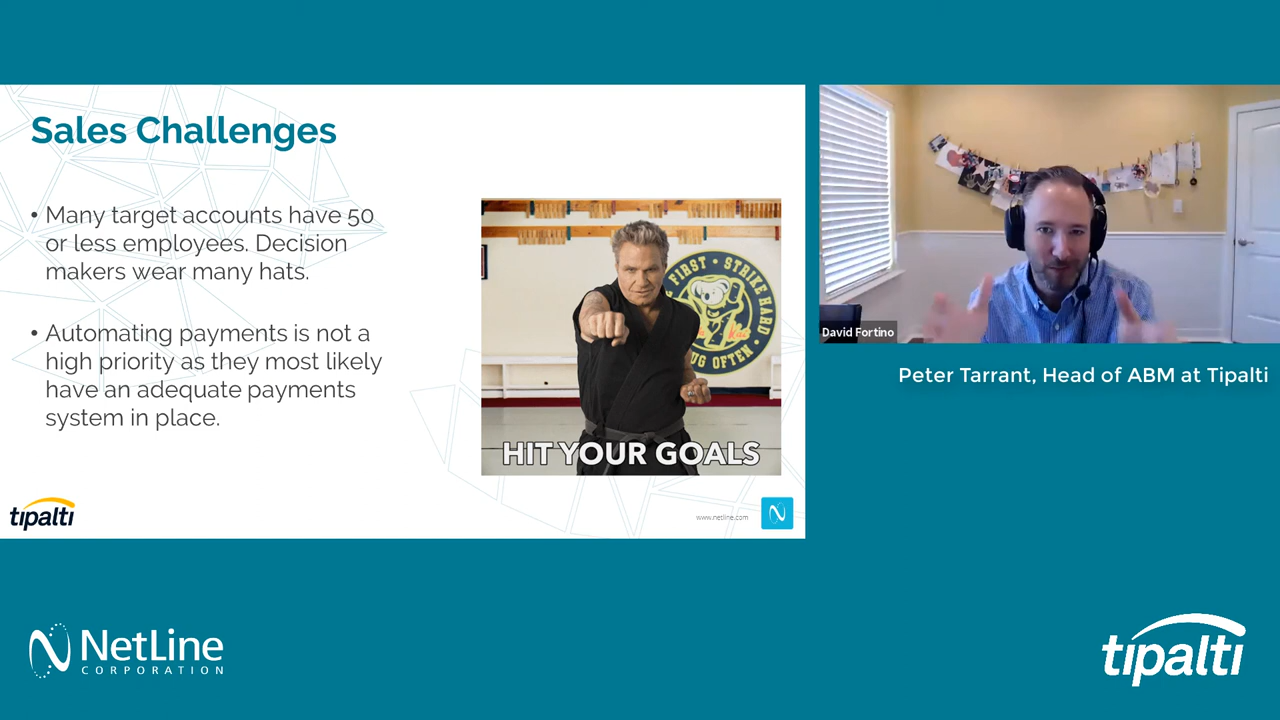 Sales Challenges
• Many target accounts have 50
or less employees. Decision
makers wear many hats.
• Automating payments is not a
high priority as they most likely
have an adequate payments
system in place.
FIRST • STRIKE HARD
UG OFTEN •
HIT YOUR GOALS
tipalti
www.netline.com
N
David Fortino
Peter Tarrant, Head of ABM at Tipalti
NetLine
CORPORATION
tipalti